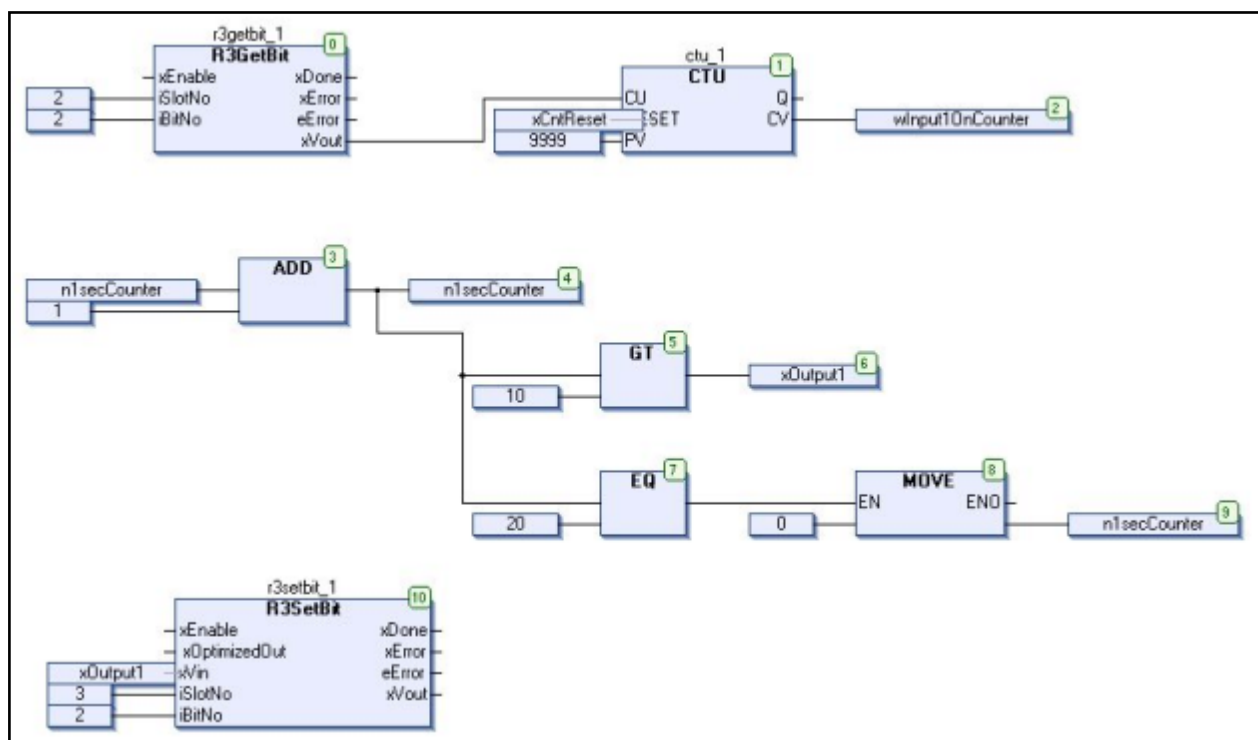 r3getbit_1
0
R3GetBit
xEnable xDone
2 iSlotNo xError
2 iBitNo eError
xVout
ctu_1
1
CTU
CU Q
xCntReset ESET CV
9999 PV
2
wInput1OnCounter
3
ADD
n1secCounter
1
4
n1secCounter
5
GT
10
6
xOutput1
7
EQ
20
8
MOVE
EN ENO
0
9
n1secCounter
r3setbit_1
10
R3SetBit
xEnable xDone
xOptimizedOut xError
xOutput1 xVin eError
3 iSlotNo xVout
2 iBitNo